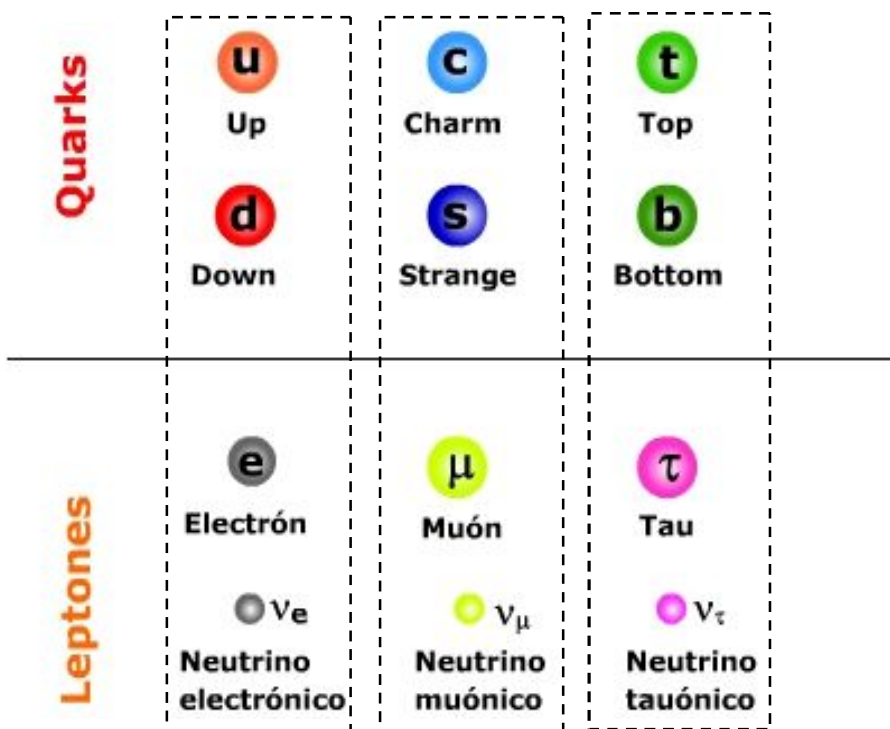 Quarks
u c t
Up Charm Top
d s b
Down Strange Bottom
Leptones
e μ τ
Electrón Muón Tau
νe νμ ντ
Neutrino Neutrino Neutrino
electrónico muónico tauónico